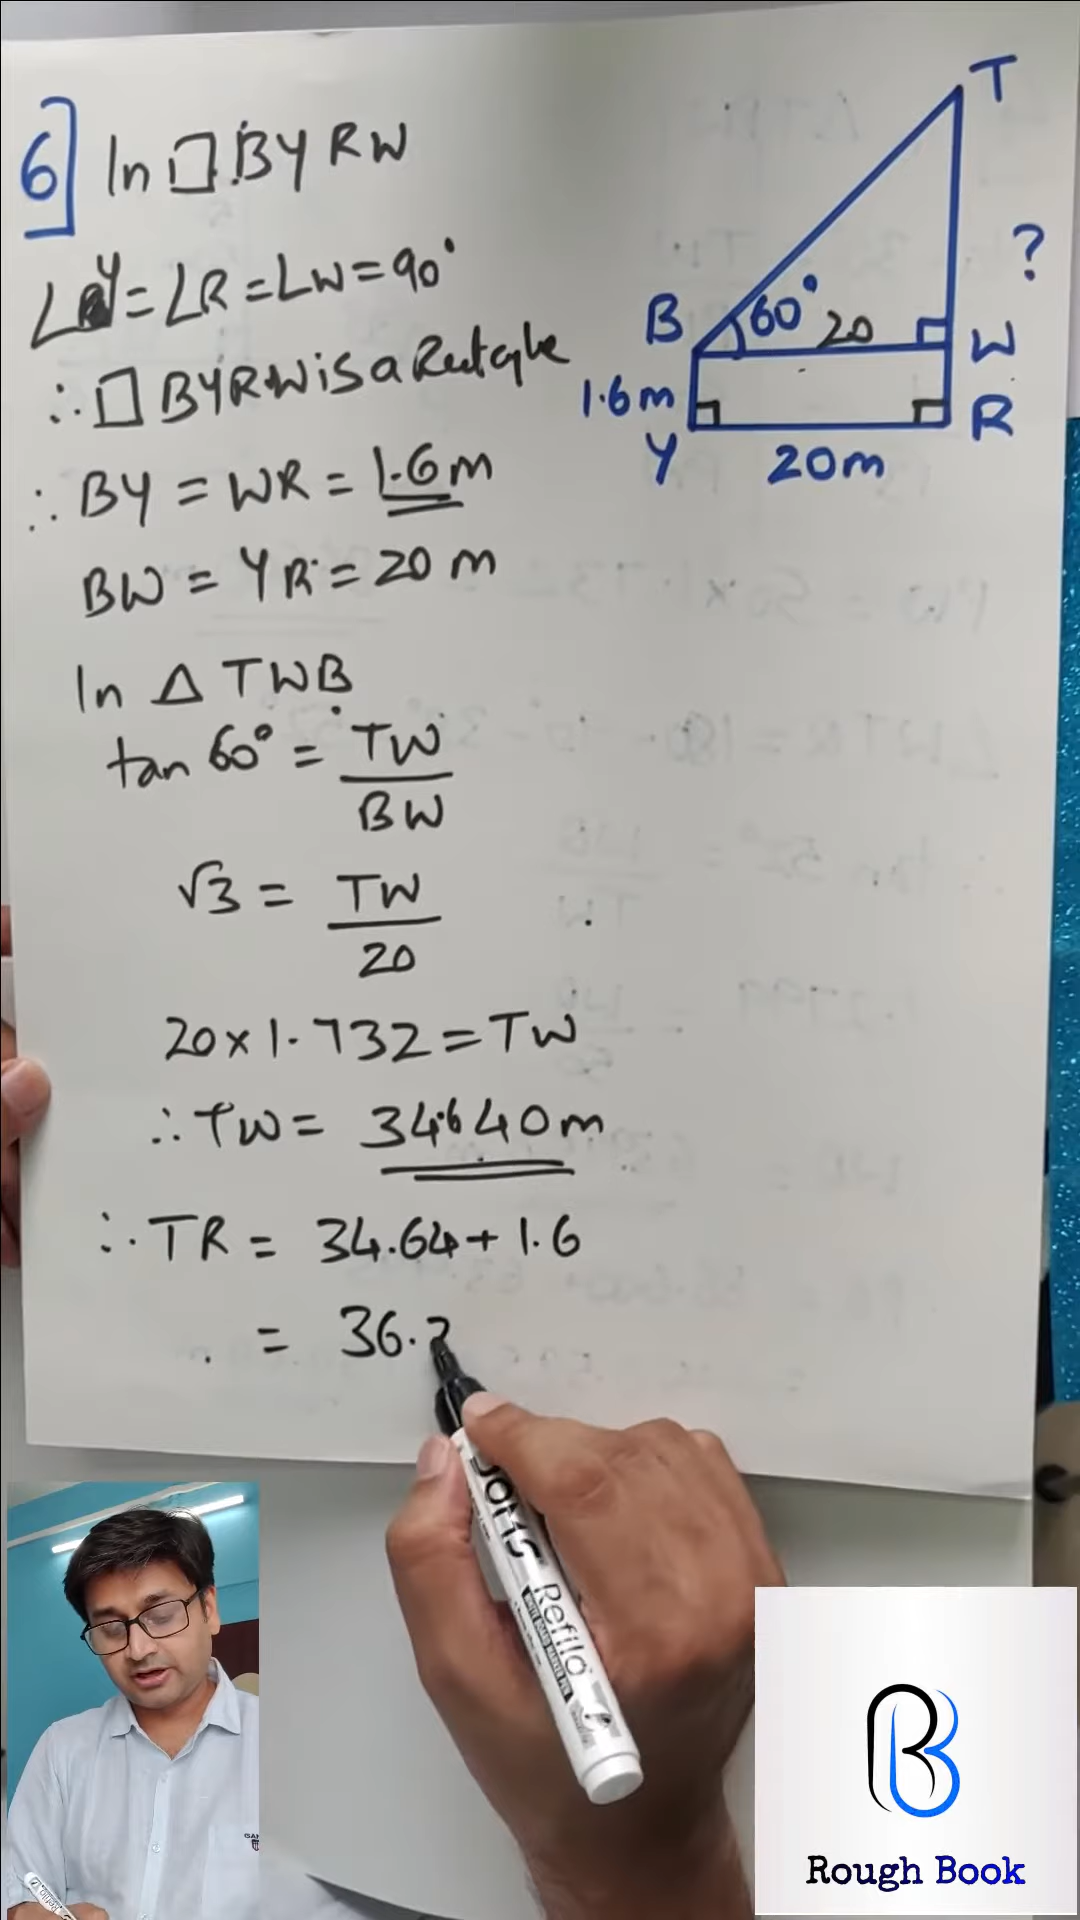 6] In □ BYRW
∠Y = ∠R = ∠W = 90°
∴ □ BYRW is a
∴ BY = WR = 1.6m
BW = YR = 20 m
In △ TWB
tan 60° = TW
BW
√3 = TW
20
20 × 1.732 = TW
∴ TW = 34.640m
∴ TR = 34.64 + 1.6
= 36.2
T
?
B 60° 20 W
1.6m R
Y 20m
JOMS Refilo
B
Rough Book